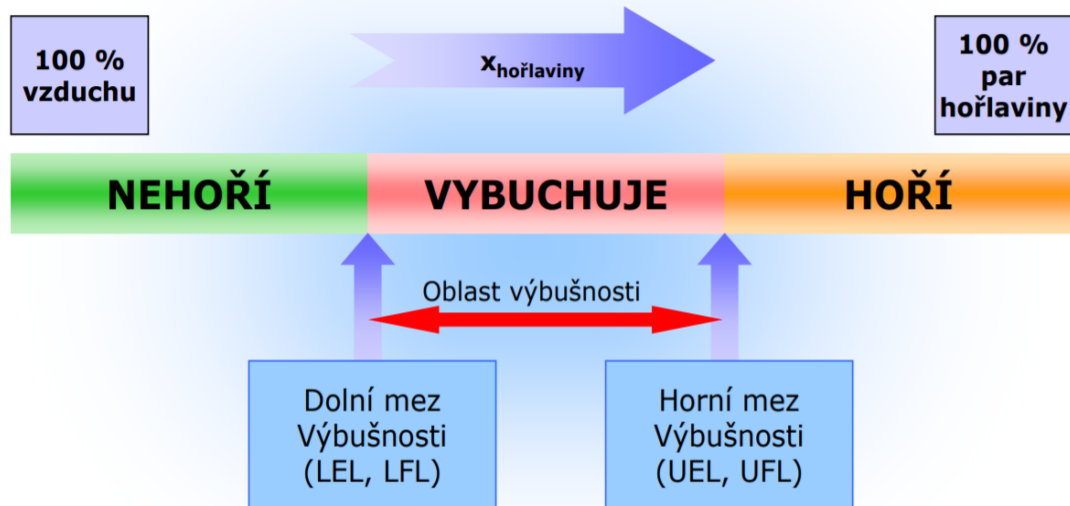 100 %
vzduchu
x hořlaviny
100 %
par
hořlaviny
NEHOŘÍ
VYBUCHUJE
HOŘÍ
Oblast výbušnosti
Dolní mez
Výbušnosti
(LEL, LFL)
Horní mez
Výbušnosti
(UEL, UFL)